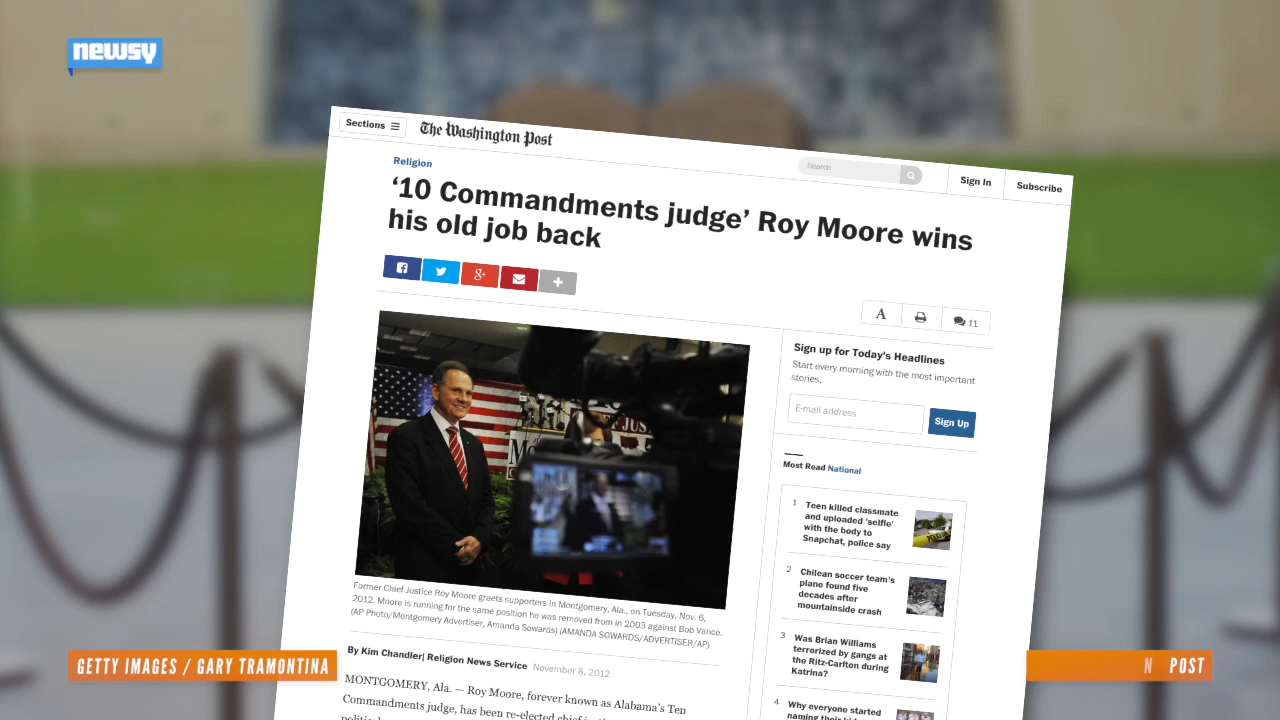 newsy
Sections
The Washington Post
Search
Sign In
Subscribe
Religion
‘10 Commandments judge’ Roy Moore wins
his old job back
g+
A
11
Sign up for Today's Headlines
Start every morning with the most important
stories.
E-mail address
Sign Up
Most Read National
1 Teen killed classmate
and uploaded 'selfie'
with the body to
Snapchat, police say
2 Chilean soccer team's
plane found five
decades after
mountainside crash
3 Was Brian Williams
terrorized by gangs at
the Ritz-Carlton during
Katrina?
4 Why everyone started
Former Chief Justice Roy Moore greets supporters in Montgomery, Ala., on Tuesday, Nov. 6,
2012. Moore is running for the same position he was removed from in 2003 against Bob Vance.
(AP Photo/Montgomery Advertiser, Amanda Sowards) (AMANDA SOWARDS/ADVERTISER/AP)
By Kim Chandler| Religion News Service November 8, 2012
MONTGOMERY, Ala. — Roy Moore, forever known as Alabama's Ten
Commandments judge, has been re-elected
GETTY IMAGES / GARY TRAMONTINA
N POST